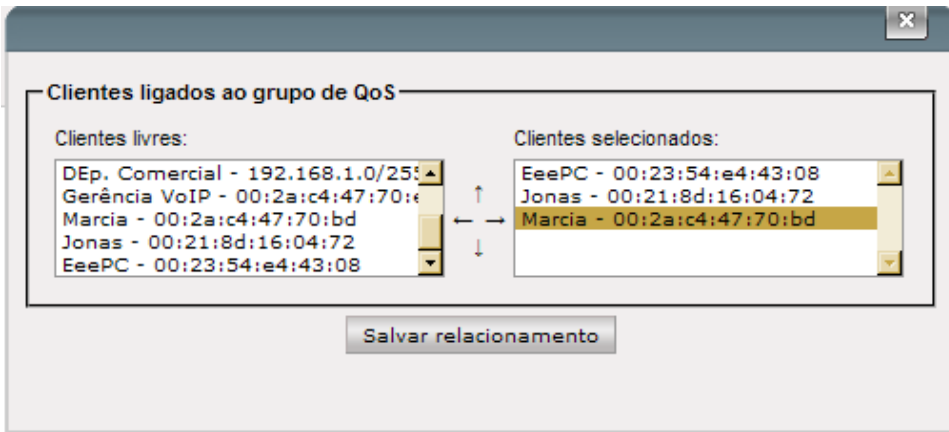 Clientes ligados ao grupo de QoS
Clientes livres:
DEp. Comercial - 192.168.1.0/255
Gerência VoIP - 00:2a:c4:47:70:e
Marcia - 00:2a:c4:47:70:bd
Jonas - 00:21:8d:16:04:72
EeePC - 00:23:54:e4:43:08
Clientes selecionados:
EeePC - 00:23:54:e4:43:08
Jonas - 00:21:8d:16:04:72
Marcia - 00:2a:c4:47:70:bd
Salvar relacionamento